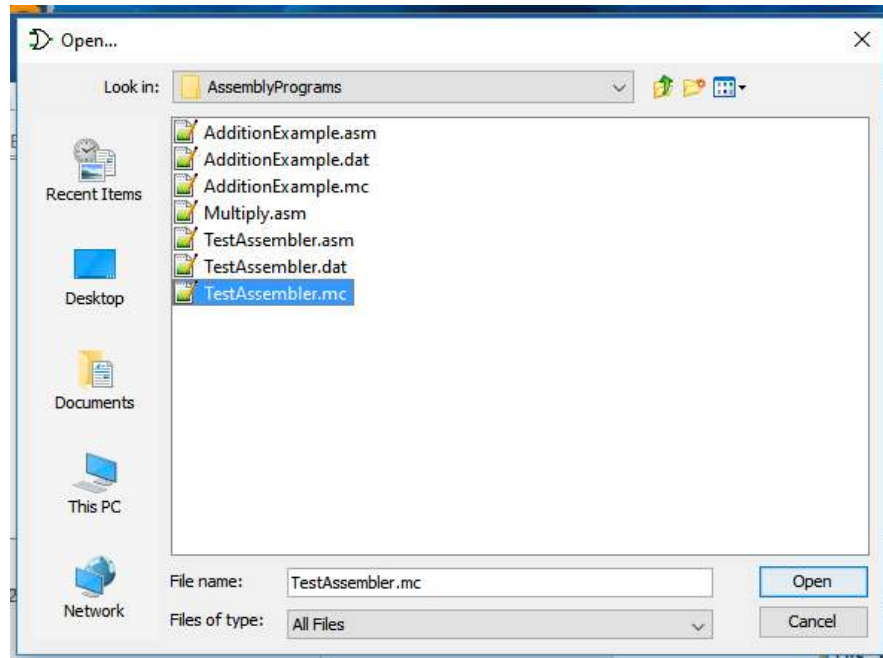 Open...
Look in: AssemblyPrograms
AdditionExample.asm
AdditionExample.dat
AdditionExample.mc
Multiply.asm
TestAssembler.asm
TestAssembler.dat
TestAssembler.mc
Recent Items
Desktop
Documents
This PC
Network
File name: TestAssembler.mc Open
Files of type: All Files Cancel